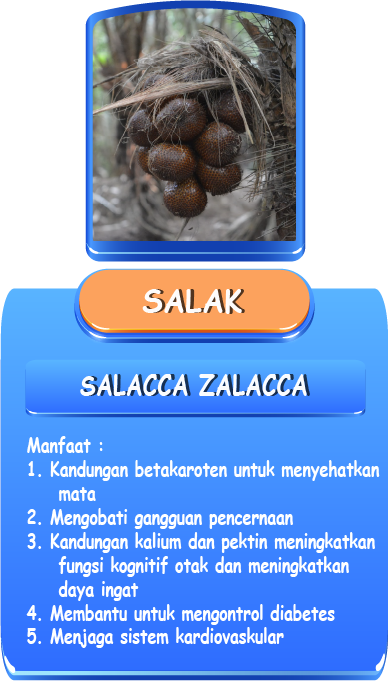 SALAK
SALACCA ZALACCA
Manfaat :
1. Kandungan betakaroten untuk menyehatkan
mata
2. Mengobati gangguan pencernaan
3. Kandungan kalium dan pektin meningkatkan
fungsi kognitif otak dan meningkatkan
daya ingat
4. Membantu untuk mengontrol diabetes
5. Menjaga sistem kardiovaskular